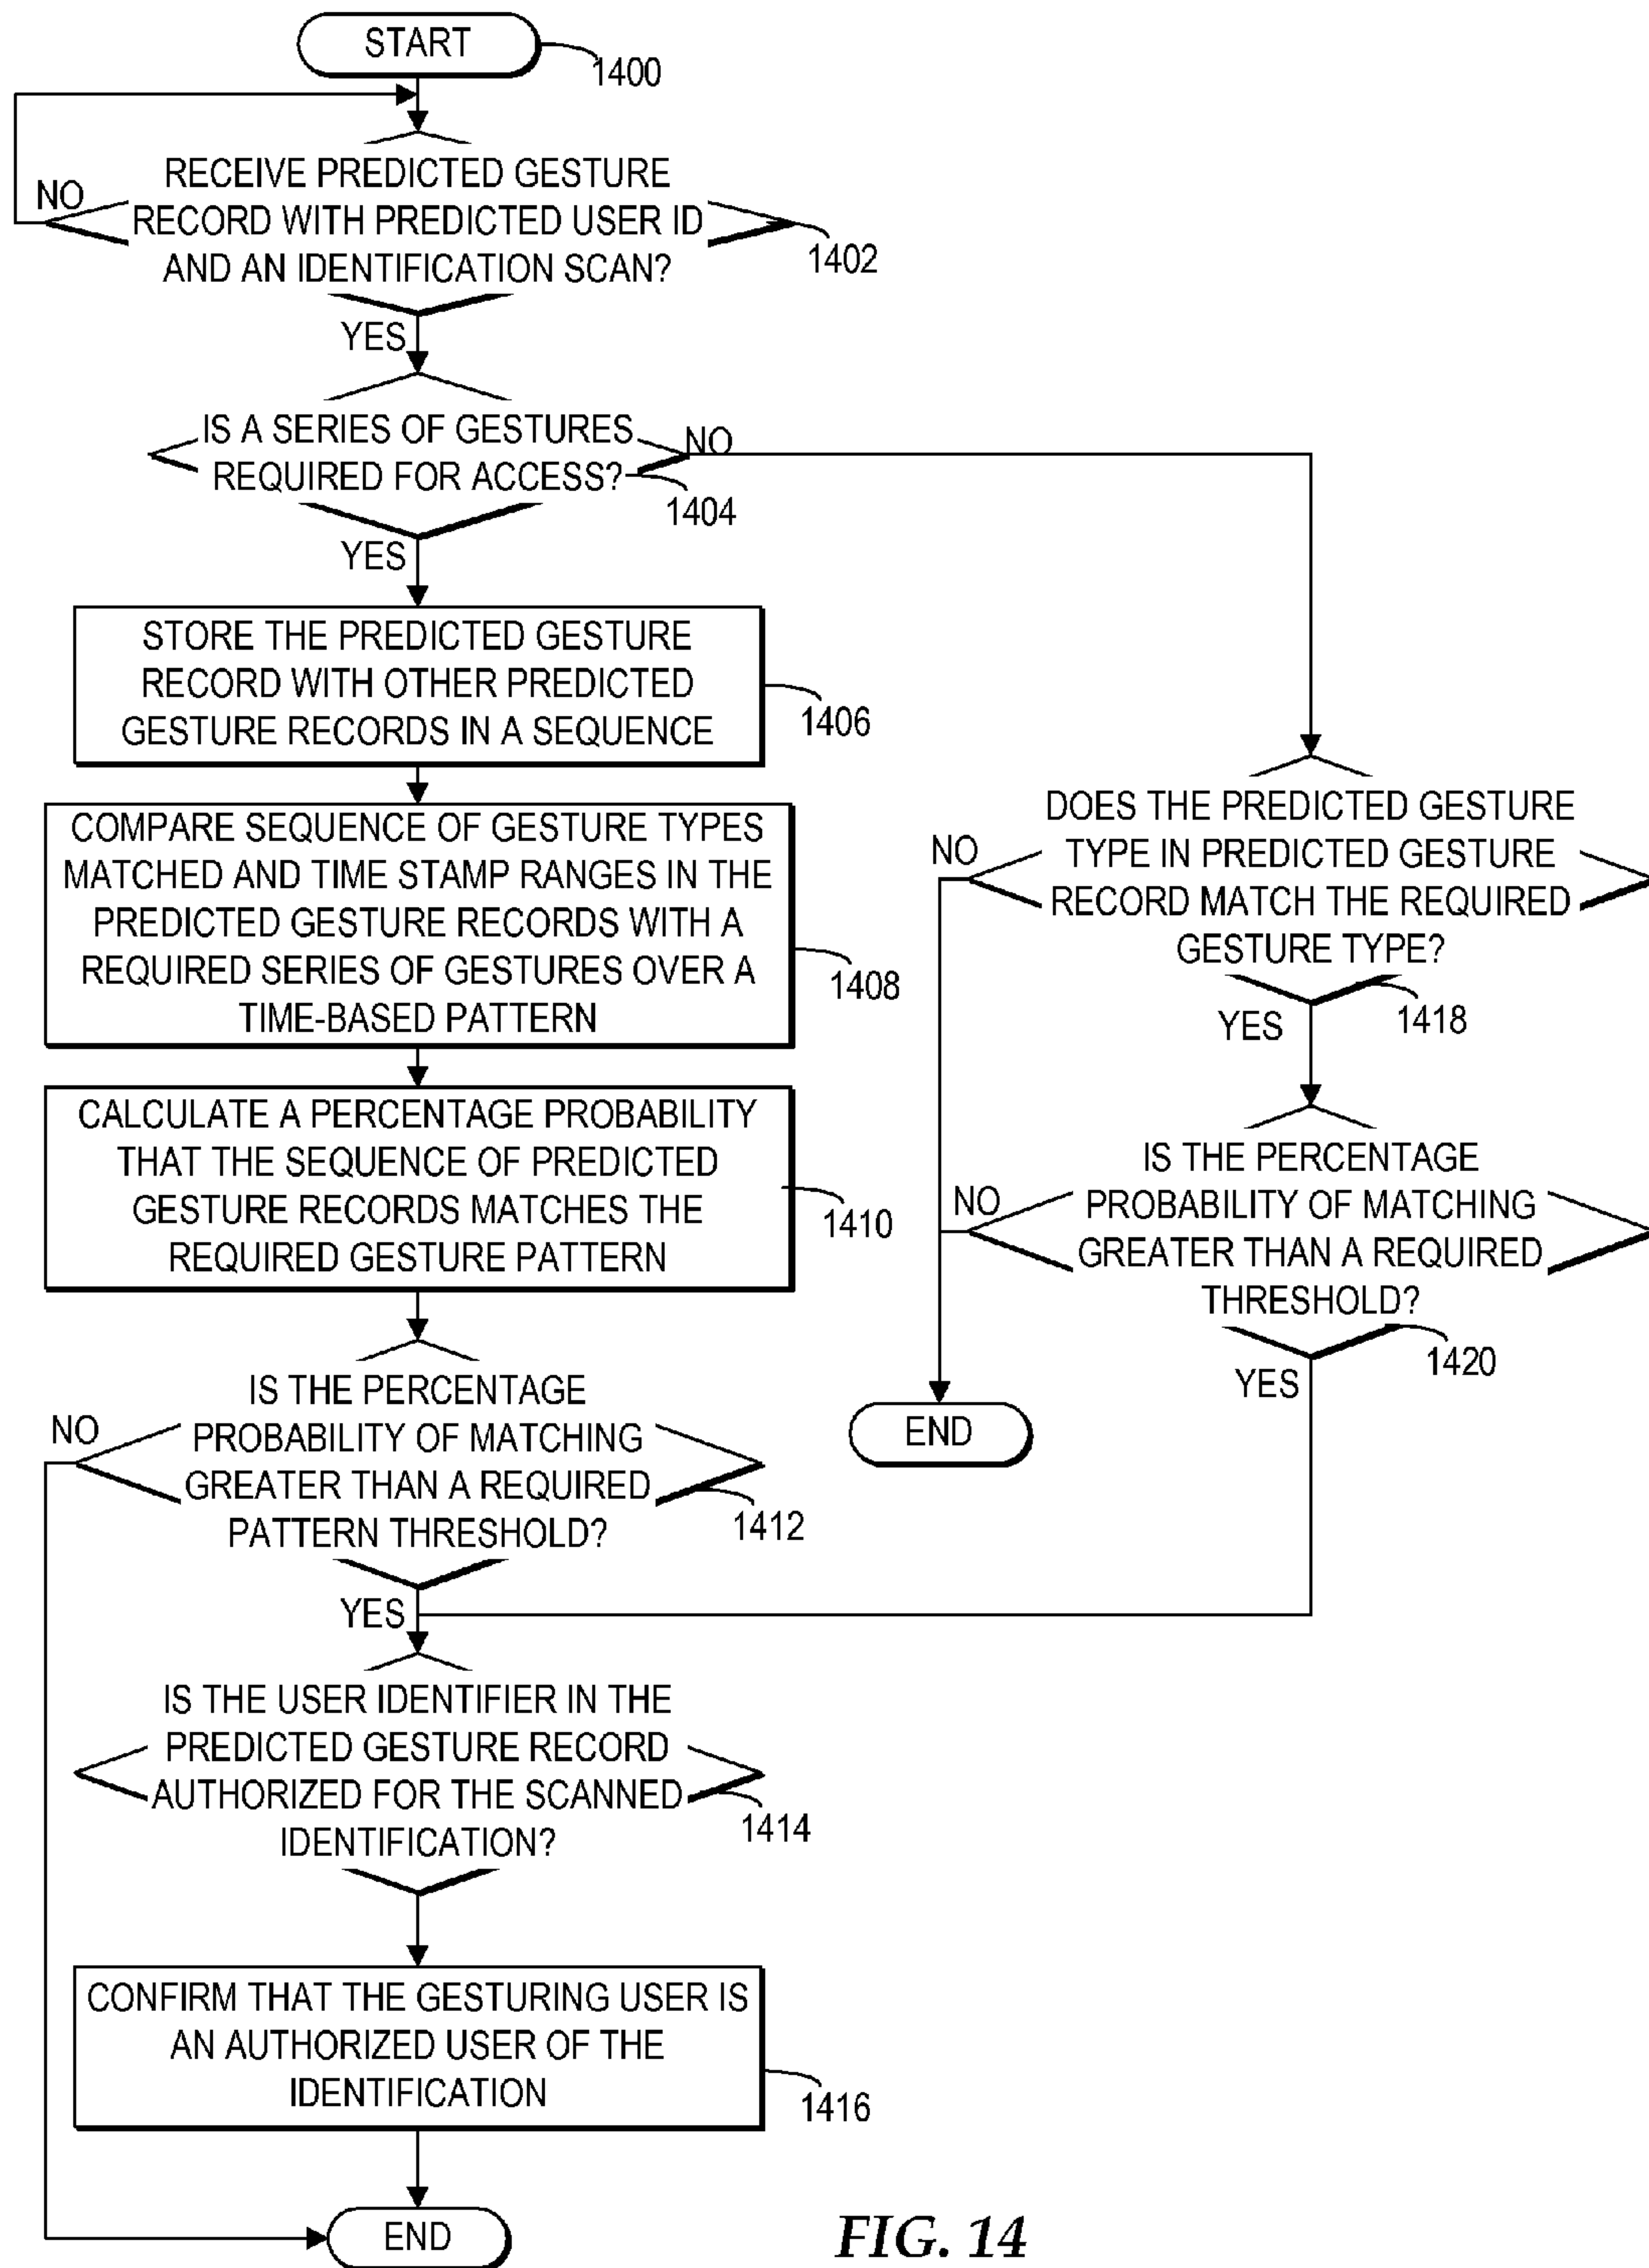 START
1400
NO
RECEIVE PREDICTED GESTURE
RECORD WITH PREDICTED USER ID
AND AN IDENTIFICATION SCAN?
1402
YES
IS A SERIES OF GESTURES
REQUIRED FOR ACCESS?
NO
1404
YES
STORE THE PREDICTED GESTURE
RECORD WITH OTHER PREDICTED
GESTURE RECORDS IN A SEQUENCE
1406
COMPARE SEQUENCE OF GESTURE TYPES
MATCHED AND TIME STAMP RANGES IN THE
PREDICTED GESTURE RECORDS WITH A
REQUIRED SERIES OF GESTURES OVER A
TIME-BASED PATTERN
1408
CALCULATE A PERCENTAGE PROBABILITY
THAT THE SEQUENCE OF PREDICTED
GESTURE RECORDS MATCHES THE
REQUIRED GESTURE PATTERN
1410
NO
IS THE PERCENTAGE
PROBABILITY OF MATCHING
GREATER THAN A REQUIRED
PATTERN THRESHOLD?
1412
YES
IS THE USER IDENTIFIER IN THE
PREDICTED GESTURE RECORD
AUTHORIZED FOR THE SCANNED
IDENTIFICATION?
1414
CONFIRM THAT THE GESTURING USER IS
AN AUTHORIZED USER OF THE
IDENTIFICATION
1416
END
NO
DOES THE PREDICTED GESTURE
TYPE IN PREDICTED GESTURE
RECORD MATCH THE REQUIRED
GESTURE TYPE?
1418
YES
NO
IS THE PERCENTAGE
PROBABILITY OF MATCHING
GREATER THAN A REQUIRED
THRESHOLD?
1420
YES
END
FIG. 14